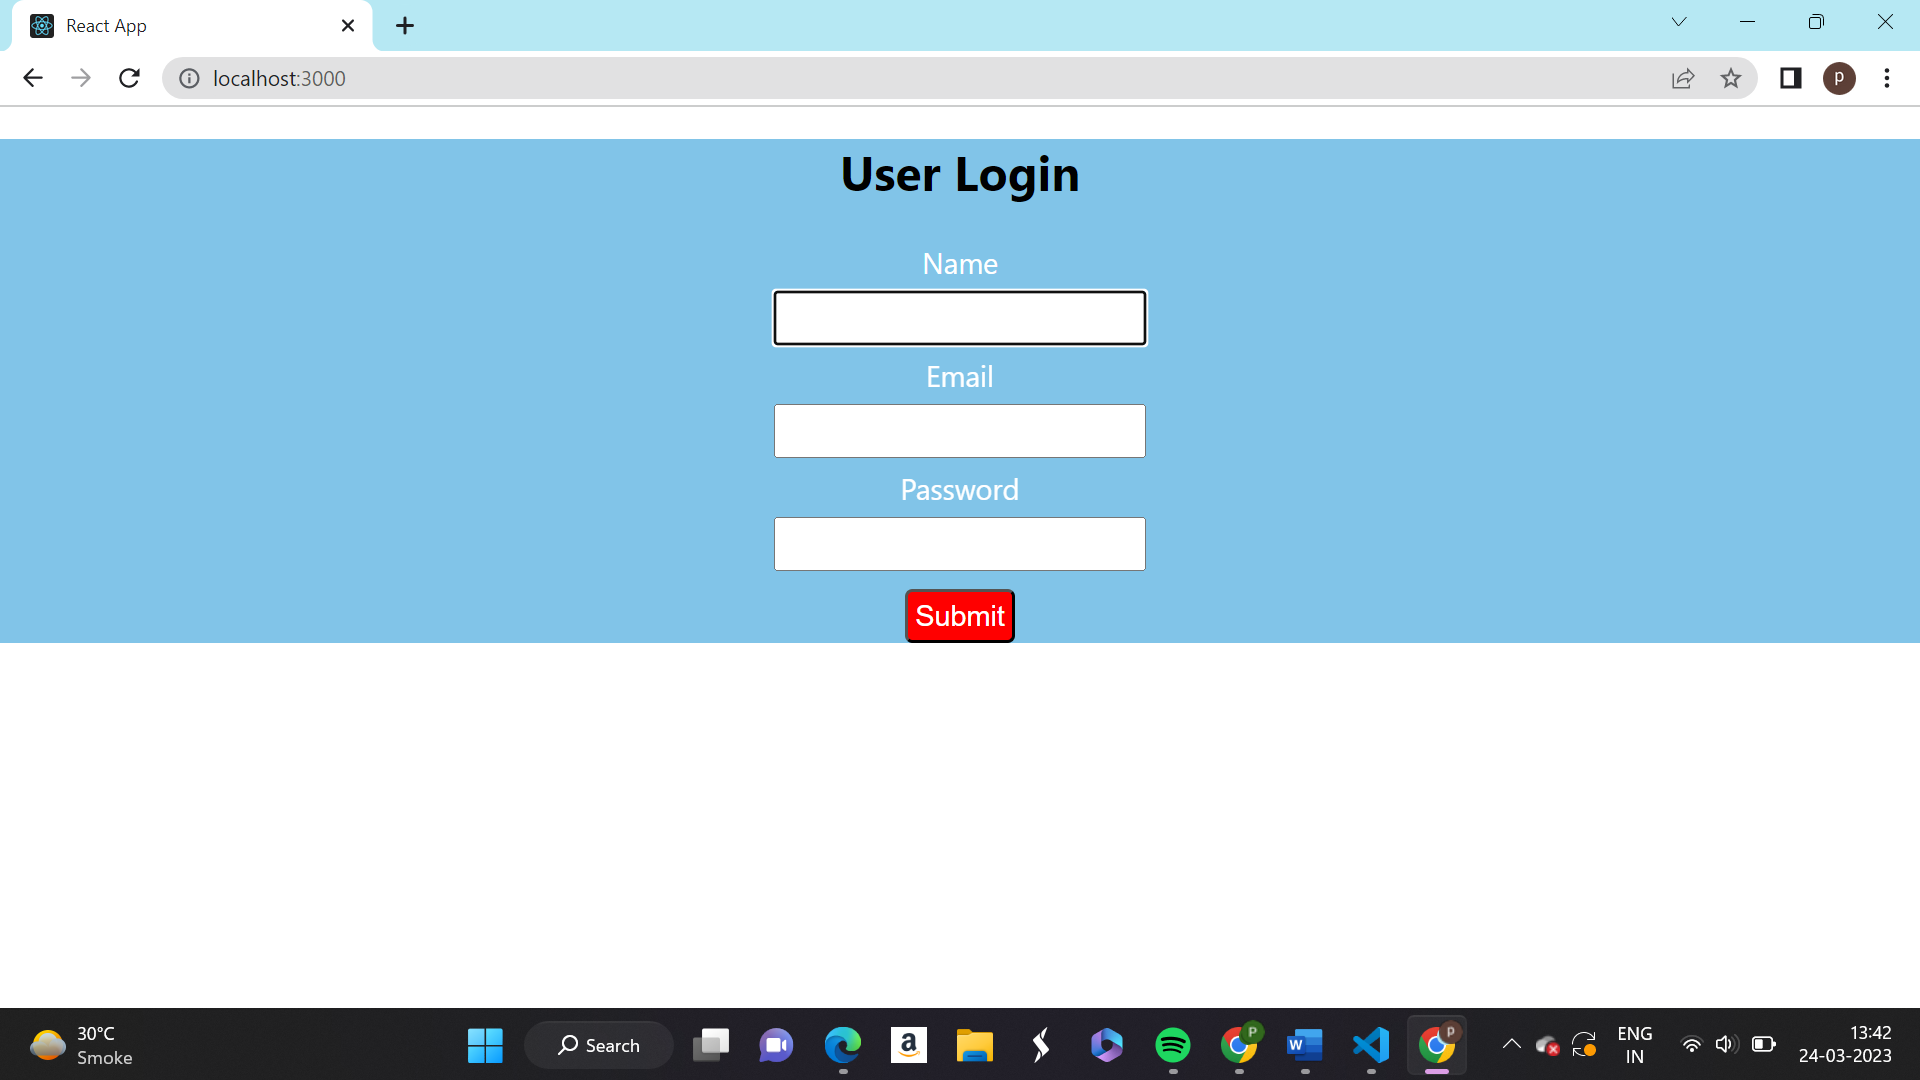 React App
localhost:3000
p
User Login
Name
Email
Password
Submit
30°C
Smoke
Search
a
P
W
P
ENG
IN
13:42
24-03-2023